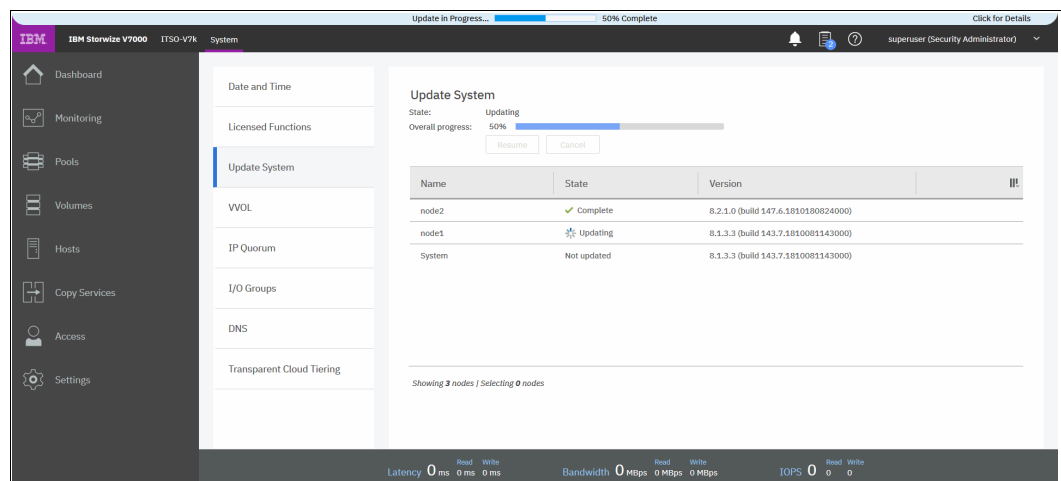 Update in Progress... 50% Complete Click for Details
IBM IBM Storwize V7000 ITSO-V7k System 2 superuser (Security Administrator)
Dashboard
Monitoring
Pools
Volumes
Hosts
Copy Services
Access
Settings
Date and Time
Licensed Functions
Update System
VVOL
IP Quorum
I/O Groups
DNS
Transparent Cloud Tiering
Update System
State: Updating
Overall progress: 50%
Resume Cancel
Name State Version
node2 Complete 8.2.1.0 (build 147.6.1810180824000)
node1 Updating 8.1.3.3 (build 143.7.1810081143000)
System Not updated 8.1.3.3 (build 143.7.1810081143000)
Showing 3 nodes | Selecting 0 nodes
Read Write Read Write Read Write
Latency 0 ms 0 ms 0 ms Bandwidth 0 MBps 0 MBps 0 MBps IOPS 0 0 0